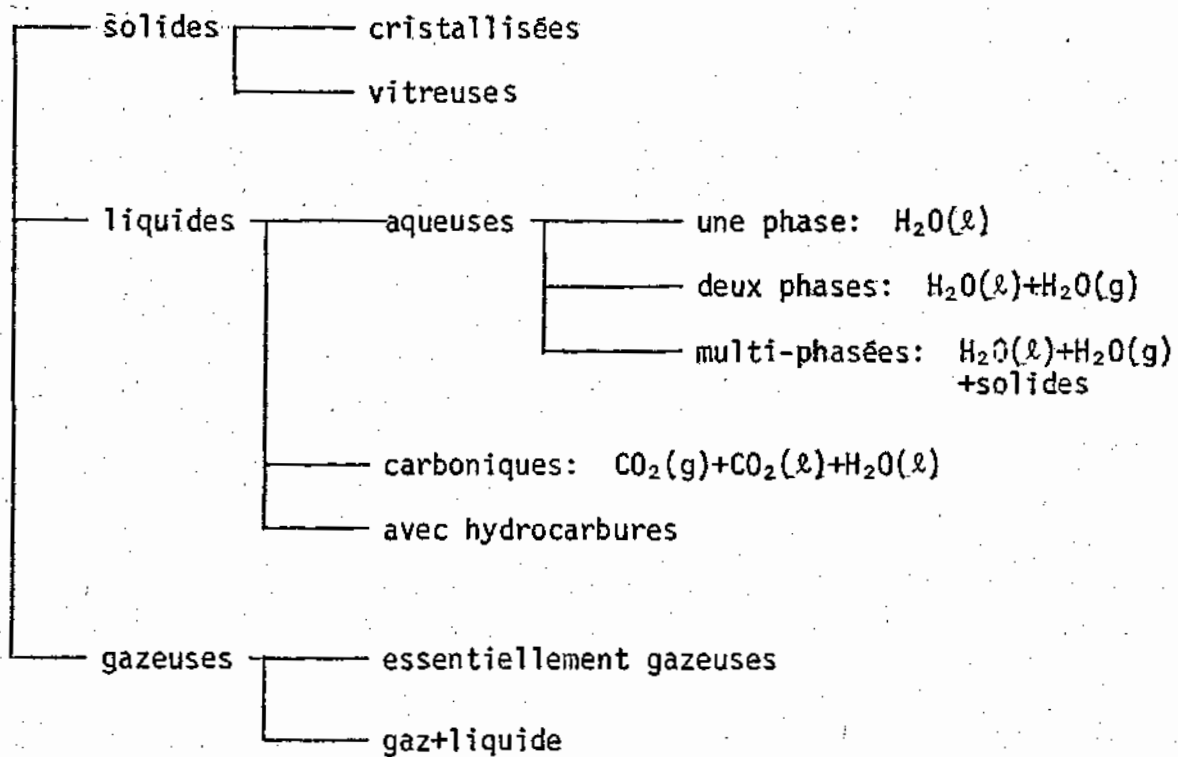 solides cristallisées
vitreuses
liquides aqueuses une phase: H₂O(ℓ)
deux phases: H₂O(ℓ)+H₂O(g)
multi-phasées: H₂O(ℓ)+H₂O(g)
+solides
carboniques: CO₂(g)+CO₂(ℓ)+H₂O(ℓ)
avec hydrocarbures
gazeuses essentiellement gazeuses
gaz+liquide